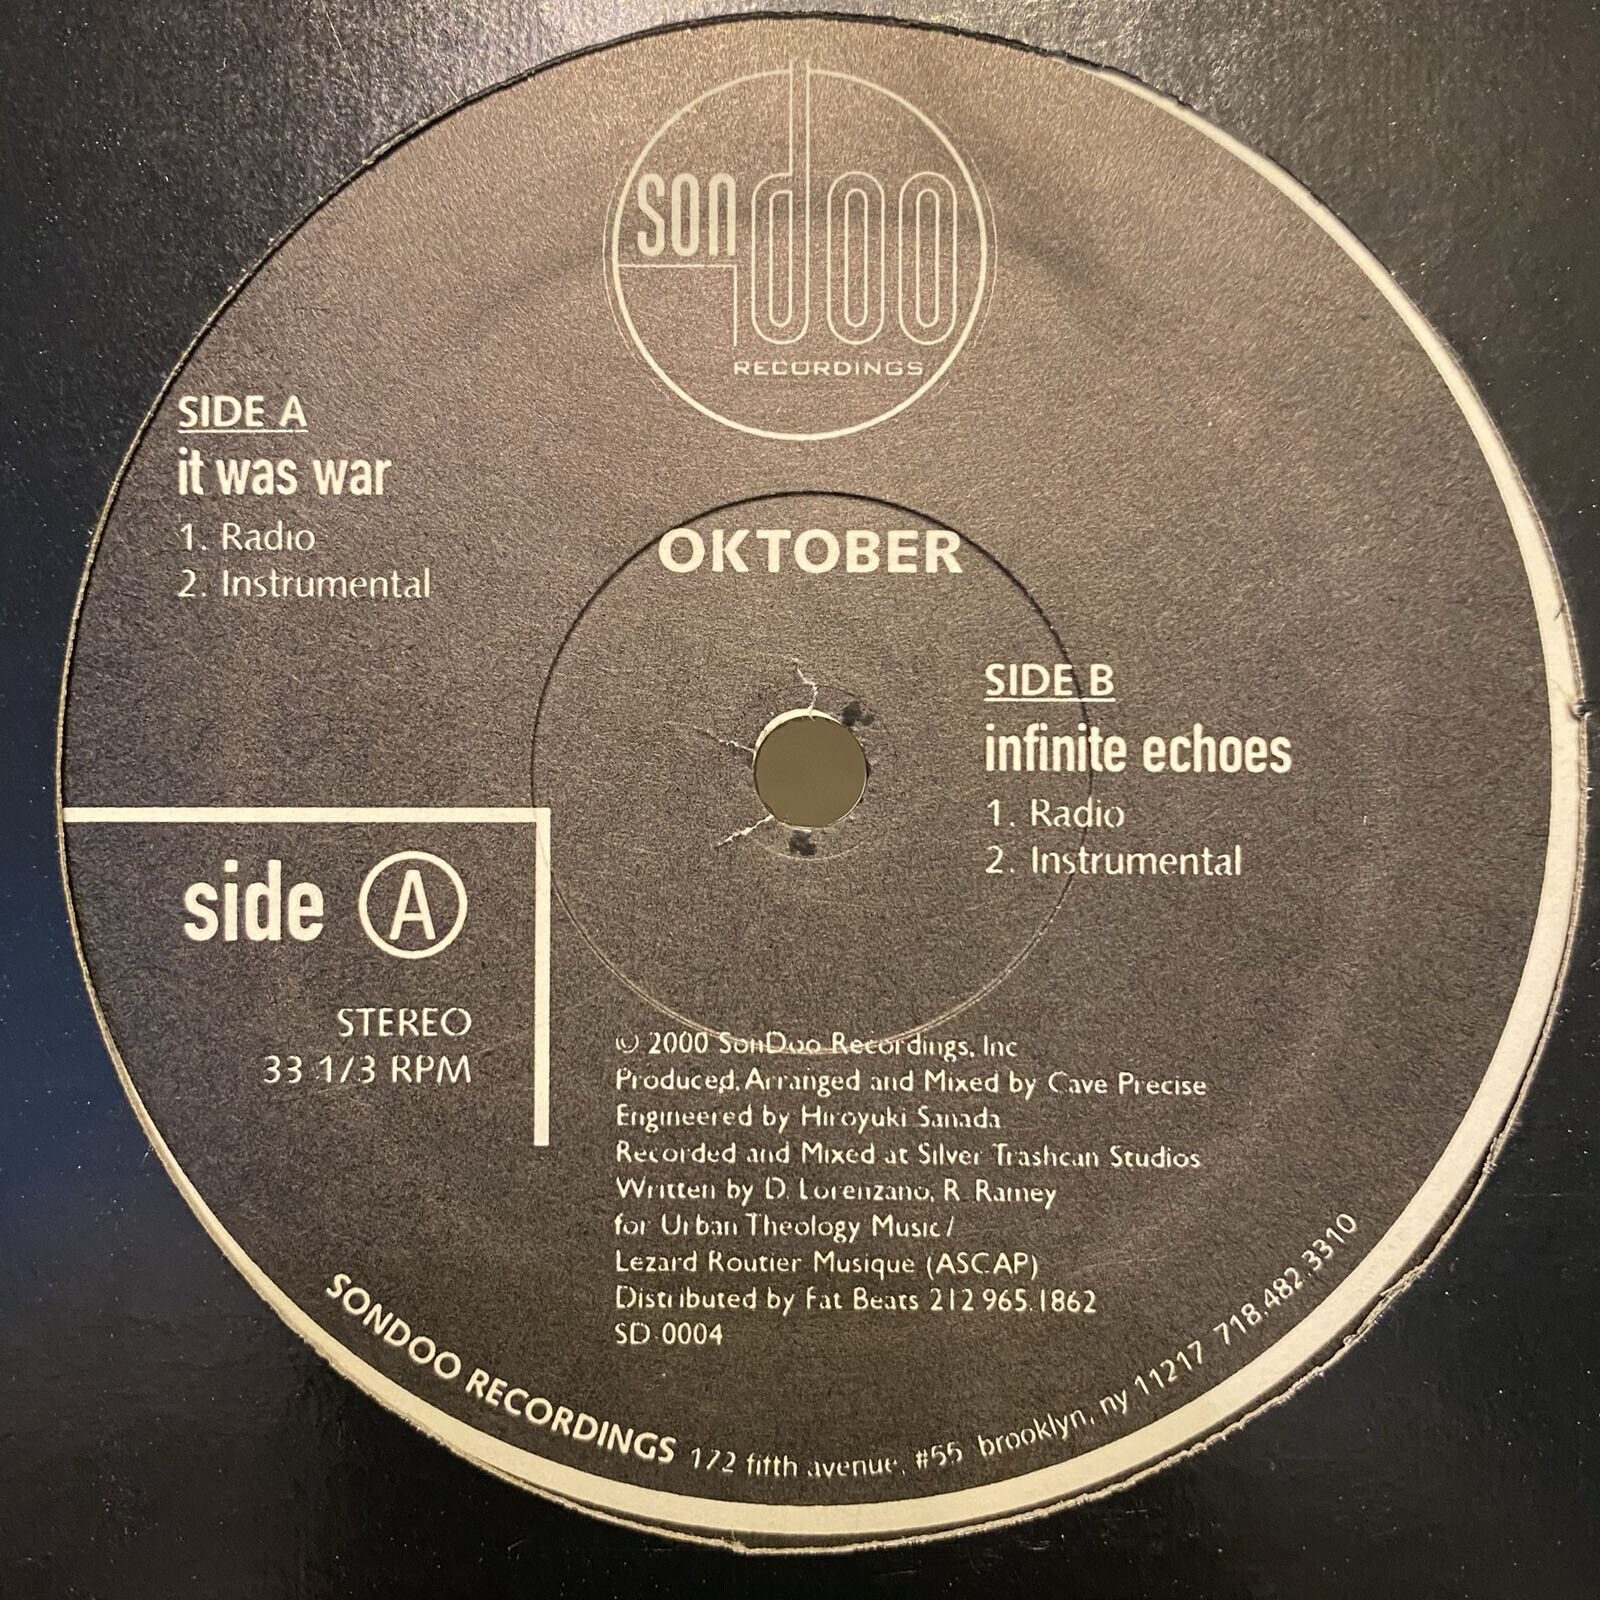 son doo
RECORDINGS
SIDE A
it was war
1. Radio
2. Instrumental
OKTOBER
SIDE B
infinite echoes
1. Radio
2. Instrumental
side A
STEREO
33 1/3 RPM
© 2000 SonDoo Recordings, Inc
Produced, Arranged and Mixed by Cave Precise
Engineered by Hiroyuki Sanada
Recorded and Mixed at Silver Trashcan Studios
Written by D. Lorenzano, R. Ramey
for Urban Theology Music/
Lezard Routier Musique (ASCAP)
Distributed by Fat Beats 212 965.1862
SD 0004
SONDOO RECORDINGS 172 fifth avenue, #55 brooklyn, ny 11217 718.482.3310